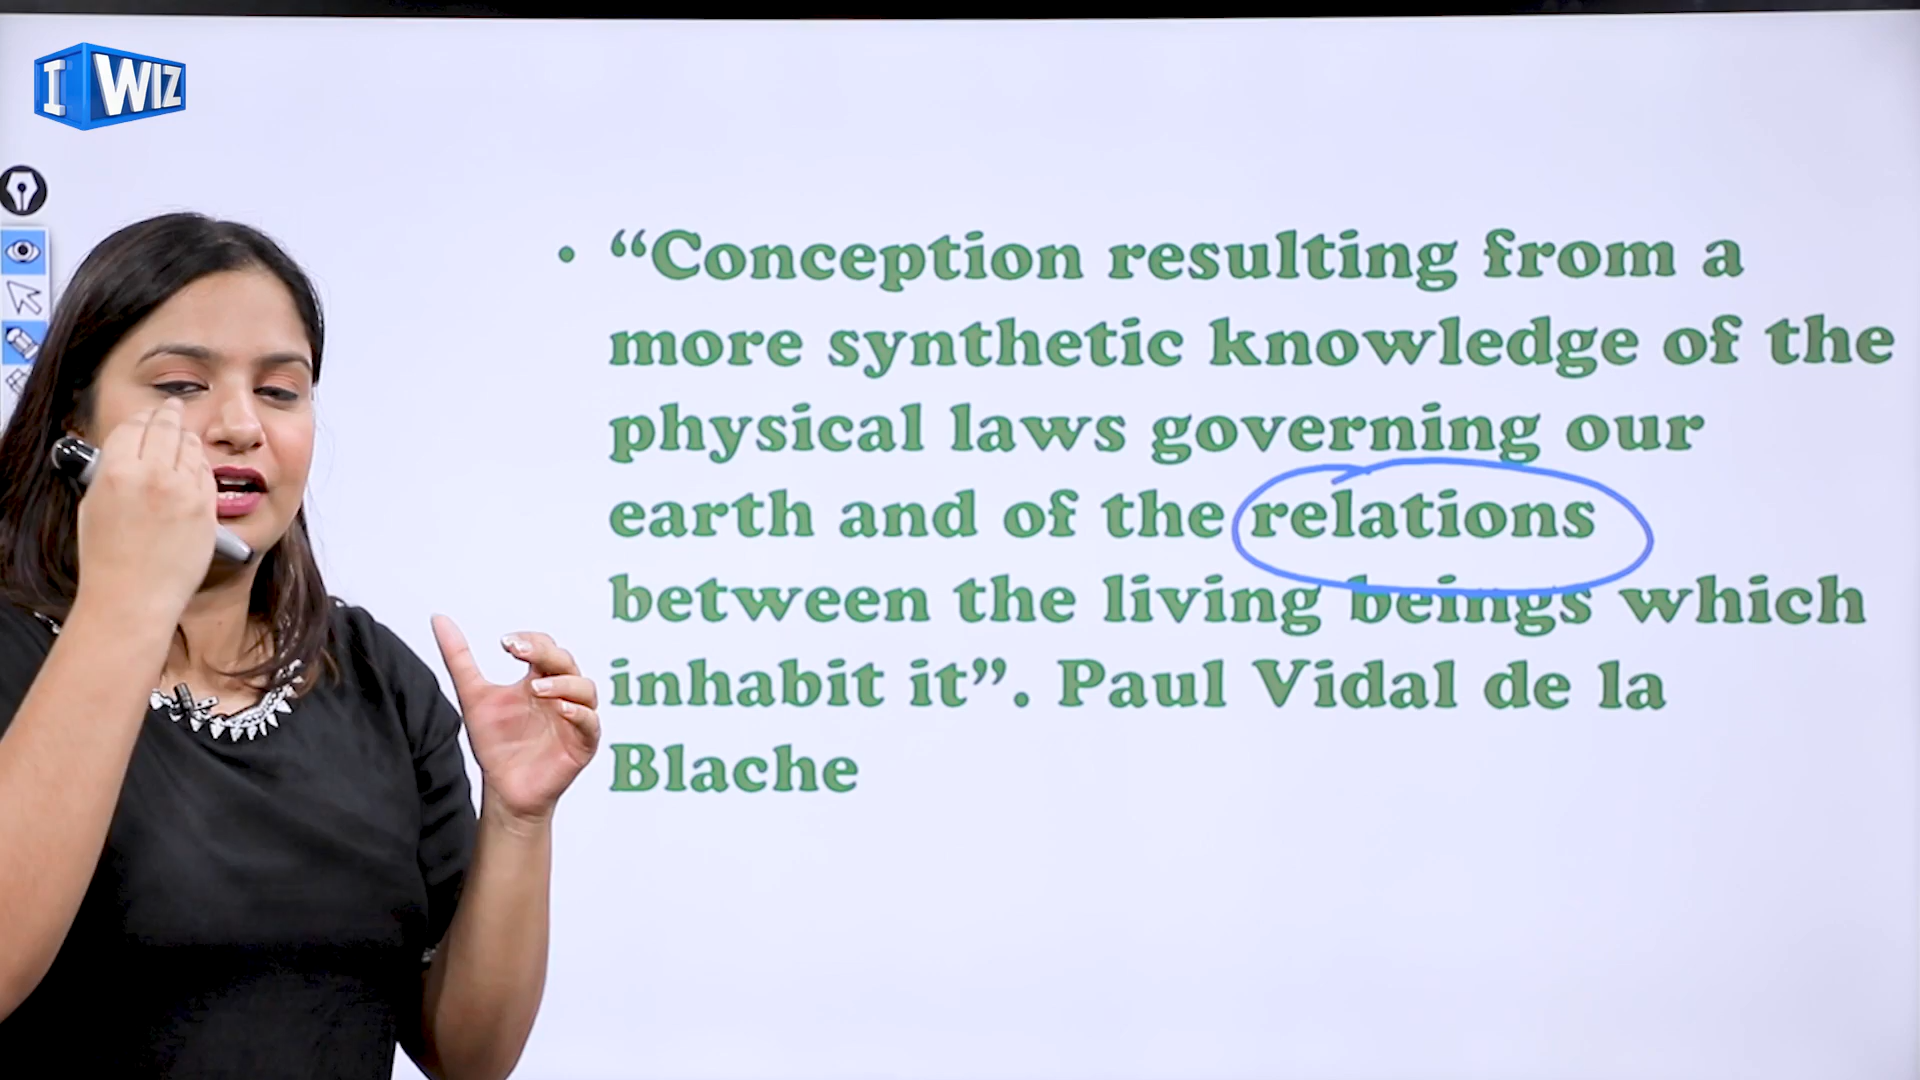 I WIZ
• “Conception resulting from a
more synthetic knowledge of the
physical laws governing our
earth and of the relations
between the living beings which
inhabit it”. Paul Vidal de la
Blache